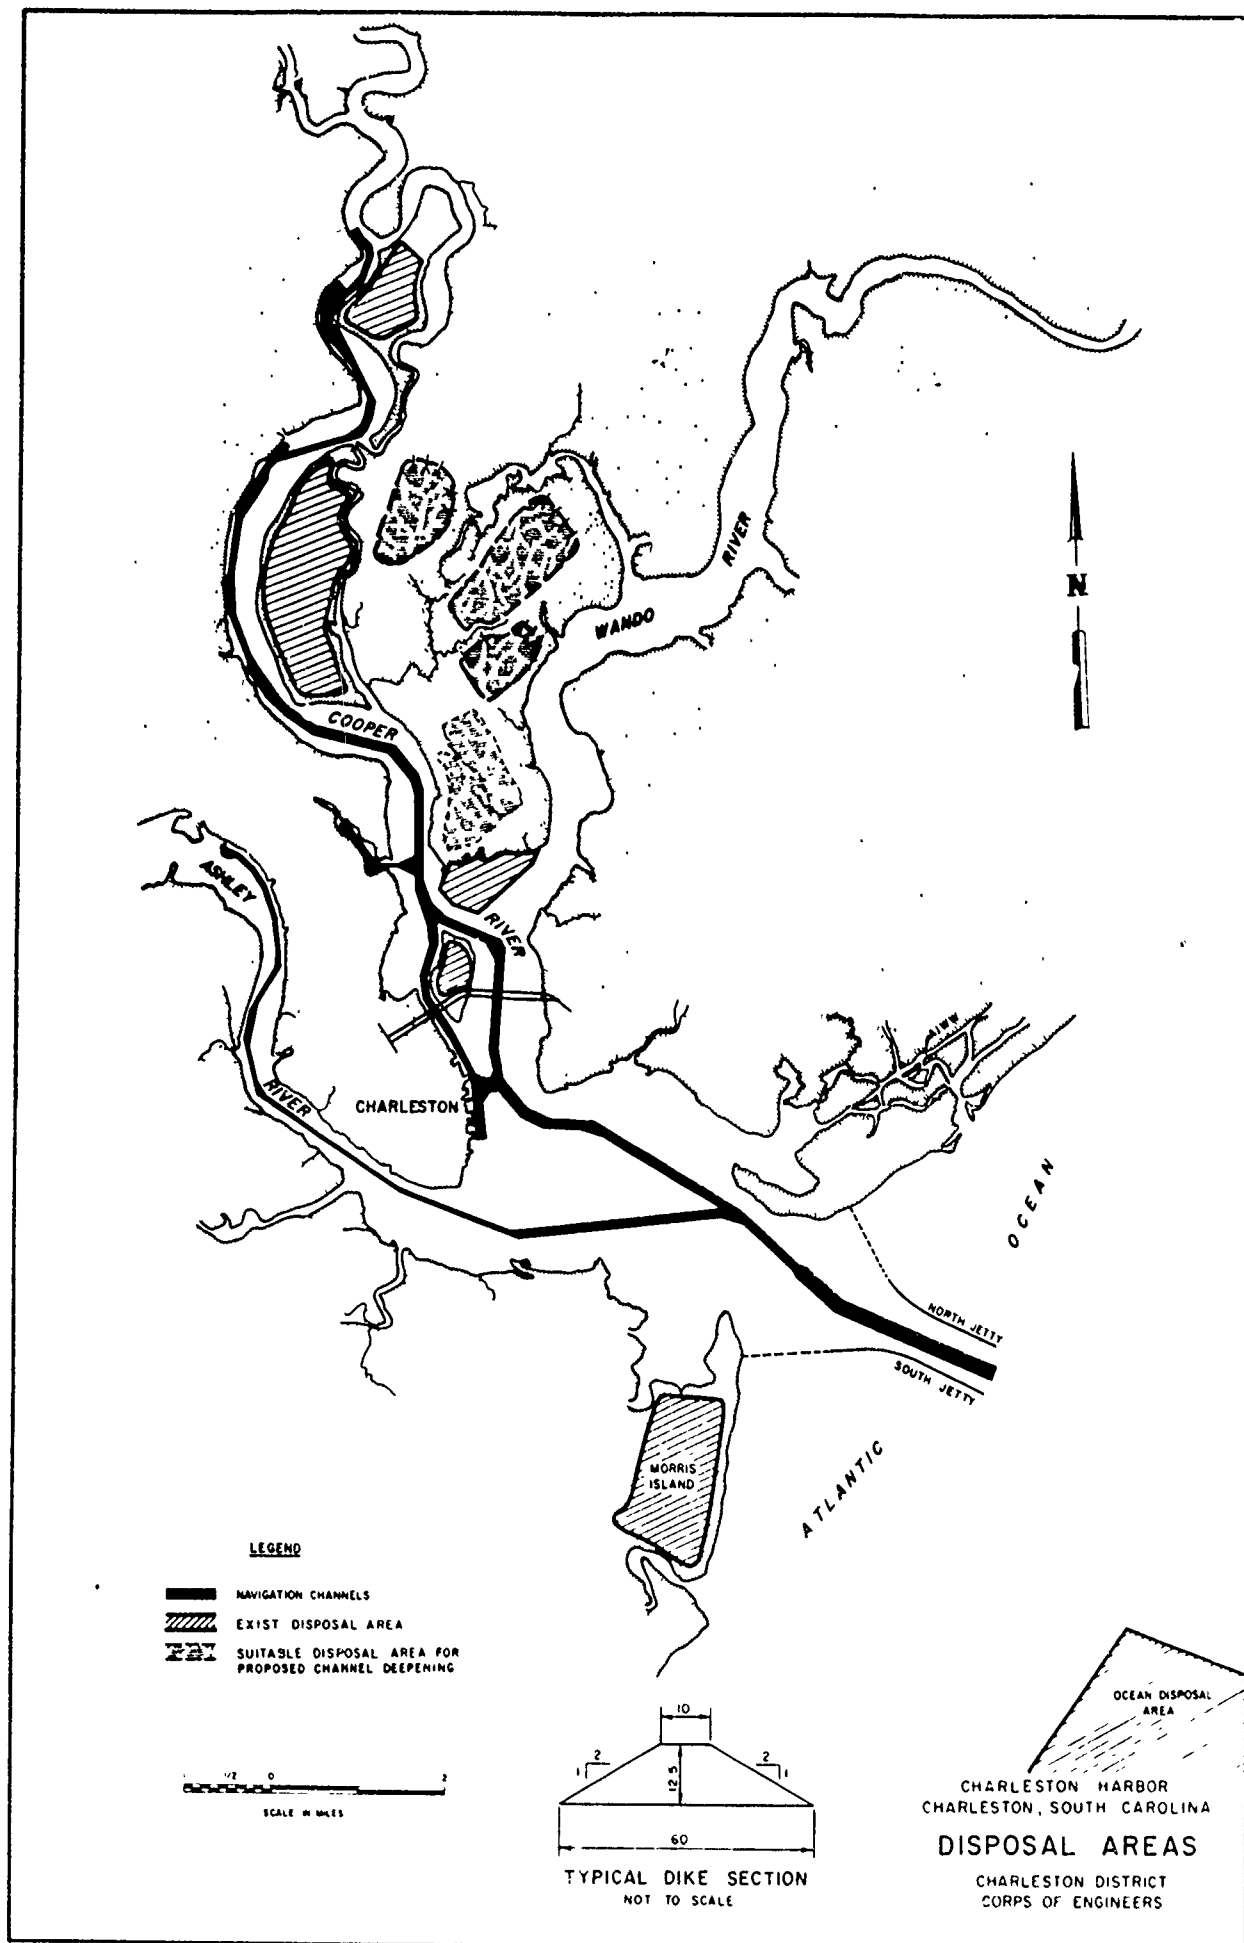 WANDO
RIVER
N
COOPER
RIVER
ASHLEY
RIVER
CHARLESTON
AIWW
OCEAN
NORTH JETTY
SOUTH JETTY
ATLANTIC
MORRIS
ISLAND
LEGEND
NAVIGATION CHANNELS
EXIST DISPOSAL AREA
SUITABLE DISPOSAL AREA FOR
PROPOSED CHANNEL DEEPENING
1/2 0 2
SCALE IN MILES
10
2
1
12.5
2
1
60
TYPICAL DIKE SECTION
NOT TO SCALE
OCEAN DISPOSAL
AREA
CHARLESTON HARBOR
CHARLESTON, SOUTH CAROLINA
DISPOSAL AREAS
CHARLESTON DISTRICT
CORPS OF ENGINEERS